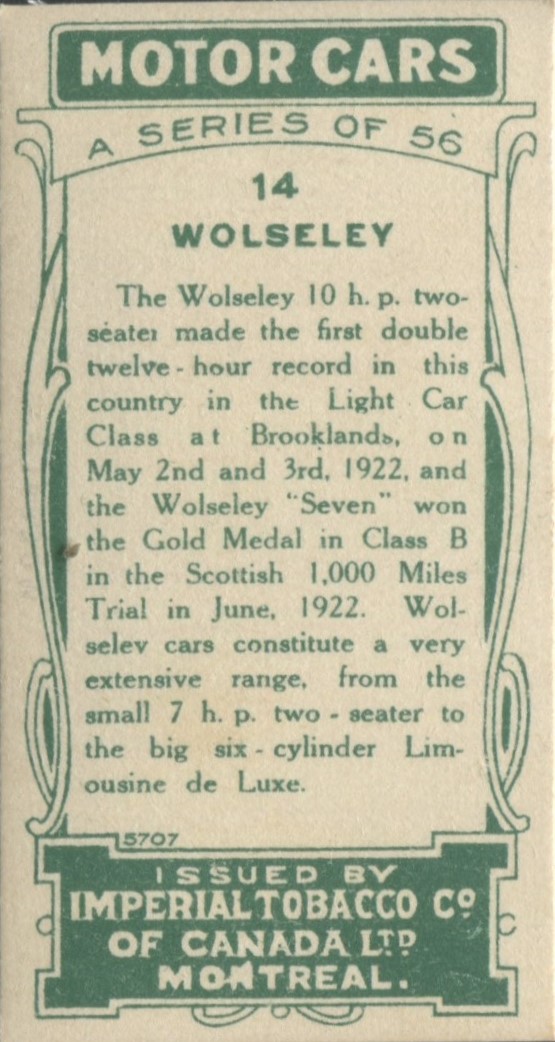 MOTOR CARS
A SERIES OF 56
14
WOLSELEY
The Wolseley 10 h. p. two-
seater made the first double
twelve - hour record in this
country in the Light Car
Class at Brooklands, on
May 2nd and 3rd, 1922, and
the Wolseley "Seven" won
the Gold Medal in Class B
in the Scottish 1,000 Miles
Trial in June, 1922. Wol-
seley cars constitute a very
extensive range, from the
small 7 h. p. two - seater to
the big six - cylinder Lim-
ousine de Luxe.
5707
ISSUED BY
IMPERIAL TOBACCO Co
OF CANADA LTD
MONTREAL.